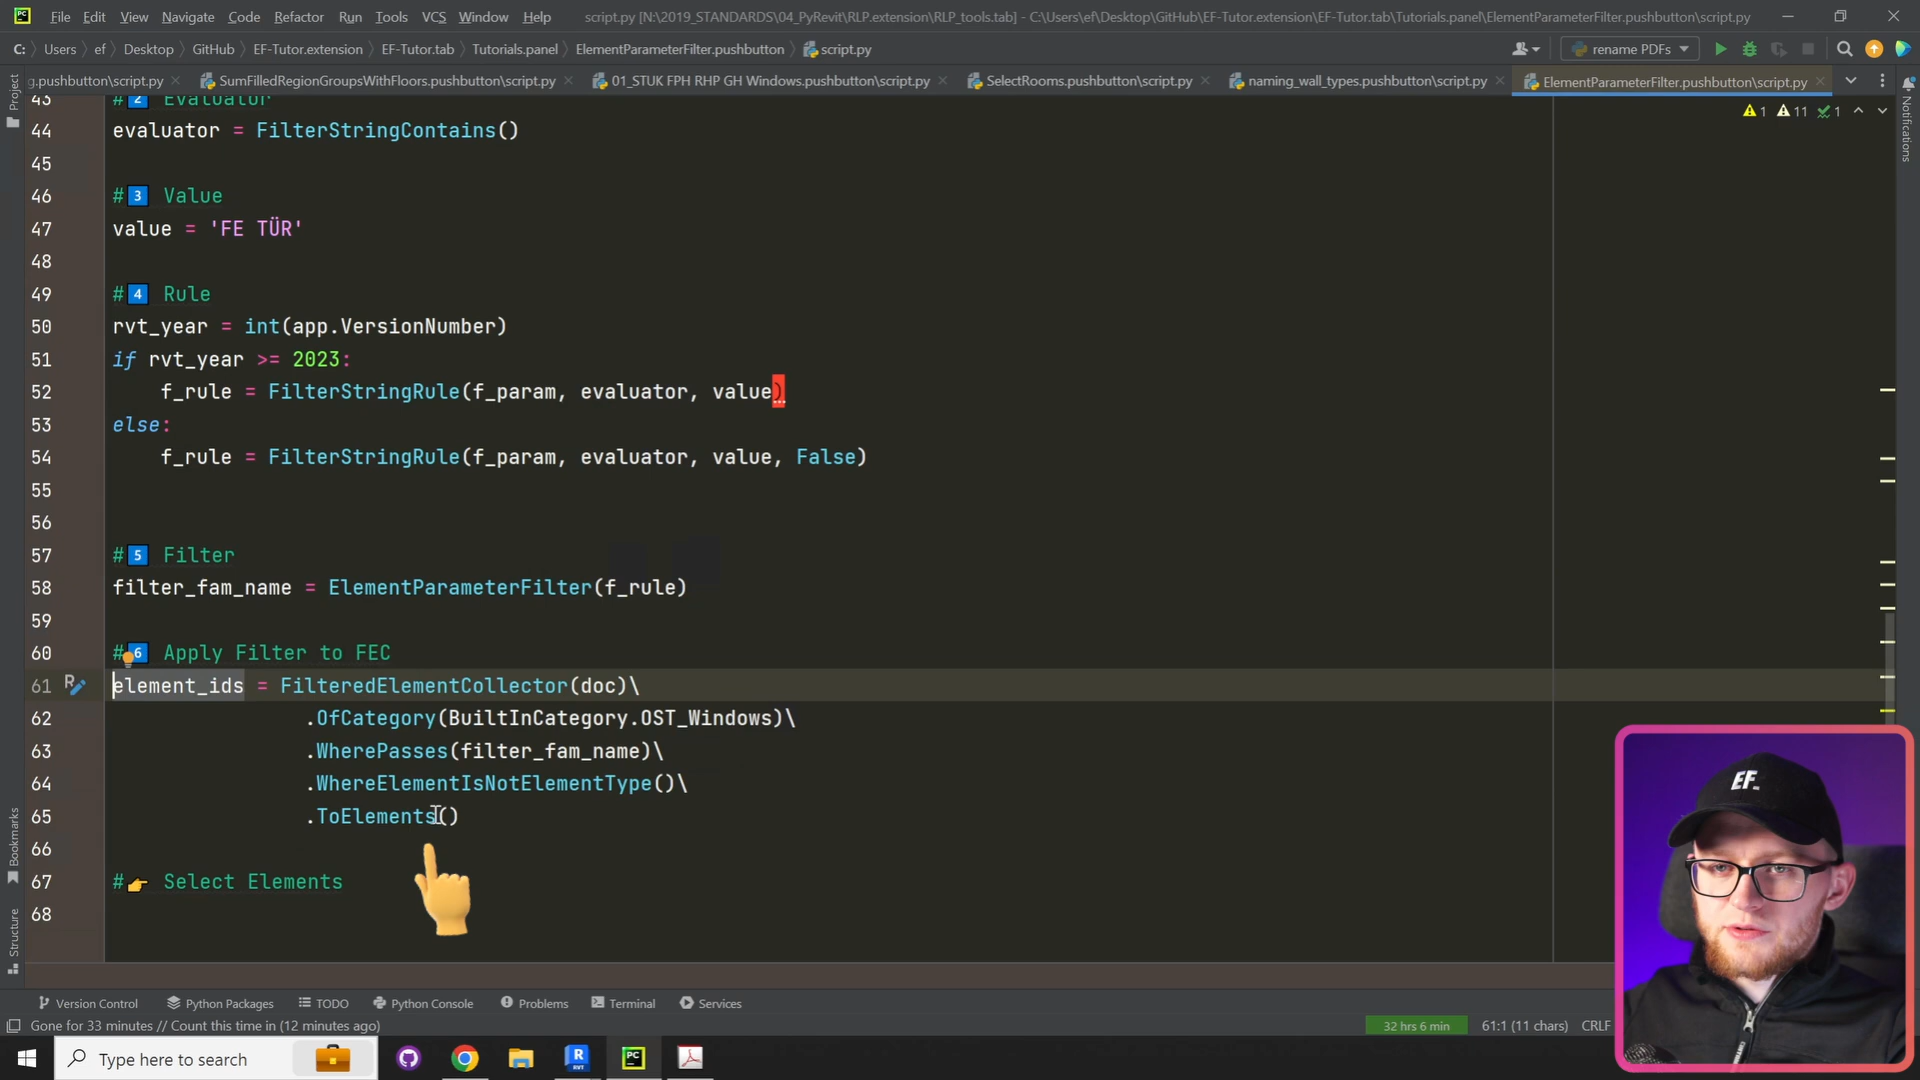 File Edit View Navigate Code Refactor Run Tools VCS Window Help script.py [N:\2019_STANDARDS\04_PyRevit\RLP.extension\RLP_tools.tab] - C:\Users\ef\Desktop\GitHub\EF-Tutor.extension\EF-Tutor.tab\Tutorials.panel\ElementParameterFilter.pushbutton\script.py
C: Users ef Desktop GitHub EF-Tutor.extension EF-Tutor.tab Tutorials.panel ElementParameterFilter.pushbutton script.py rename PDFs
g.pushbutton\script.py SumFilledRegionGroupsWithFloors.pushbutton\script.py 01_STUK FPH RHP GH Windows.pushbutton\script.py SelectRooms.pushbutton\script.py naming_wall_types.pushbutton\script.py ElementParameterFilter.pushbutton\script.py
Project
Notifications
1 11 1
43 #2 Evaluator
44 evaluator = FilterStringContains()
45
46 #3 Value
47 value = 'FE TÜR'
48
49 #4 Rule
50 rvt_year = int(app.VersionNumber)
51 if rvt_year >= 2023:
52 f_rule = FilterStringRule(f_param, evaluator, value)
53 else:
54 f_rule = FilterStringRule(f_param, evaluator, value, False)
55
56
57 #5 Filter
58 filter_fam_name = ElementParameterFilter(f_rule)
59
60 #6 Apply Filter to FEC
61 element_ids = FilteredElementCollector(doc)\
62 .OfCategory(BuiltInCategory.OST_Windows)\
63 .WherePasses(filter_fam_name)\
64 .WhereElementIsNotElementType()\
65 .ToElements()
66
67 #👉 Select Elements
68
Bookmarks
Structure
EF.
Version Control Python Packages TODO Python Console Problems Terminal Services
Gone for 33 minutes // Count this time in (12 minutes ago) 32 hrs 6 min 61:1 (11 chars) CRLF
Type here to search